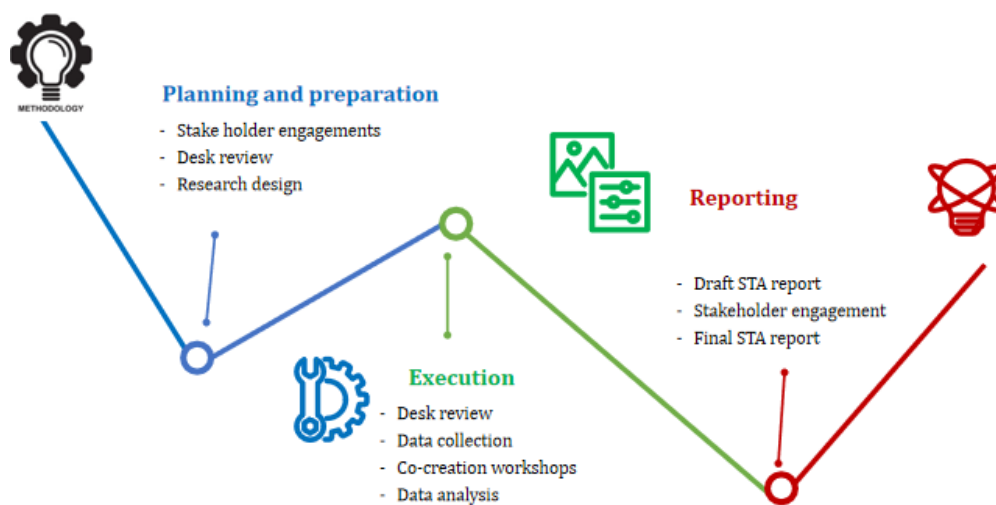 METHODOLOGY
Planning and preparation
- Stake holder engagements
- Desk review
- Research design
Execution
- Desk review
- Data collection
- Co-creation workshops
- Data analysis
Reporting
- Draft STA report
- Stakeholder engagement
- Final STA report